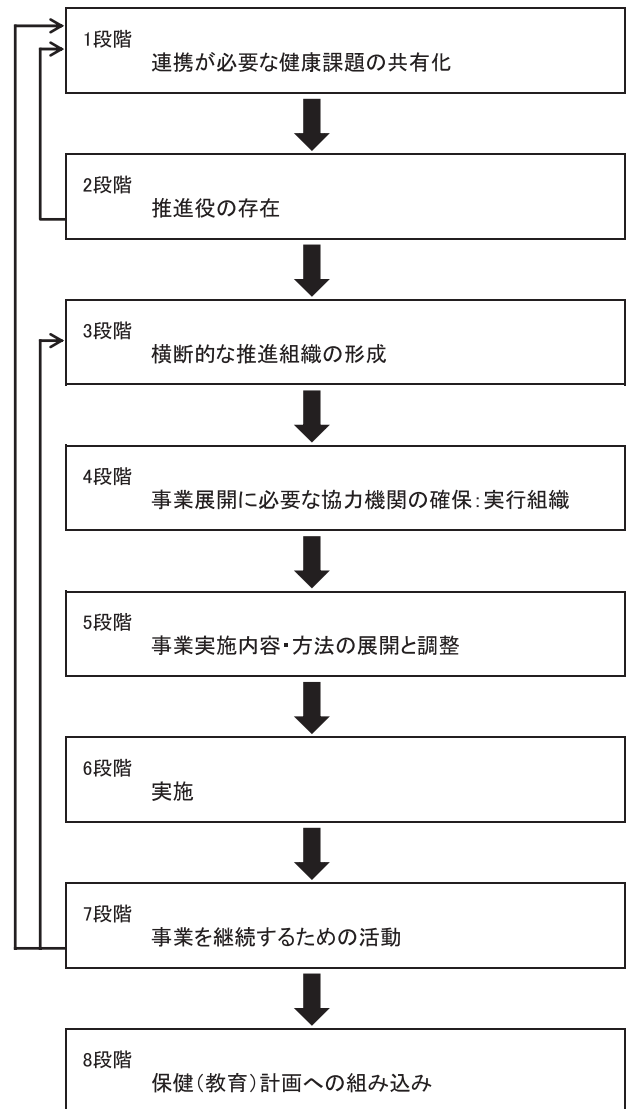 1段階
連携が必要な健康課題の共有化
2段階
推進役の存在
3段階
横断的な推進組織の形成
4段階
事業展開に必要な協力機関の確保:実行組織
5段階
事業実施内容・方法の展開と調整
6段階
実施
7段階
事業を継続するための活動
8段階
保健(教育)計画への組み込み